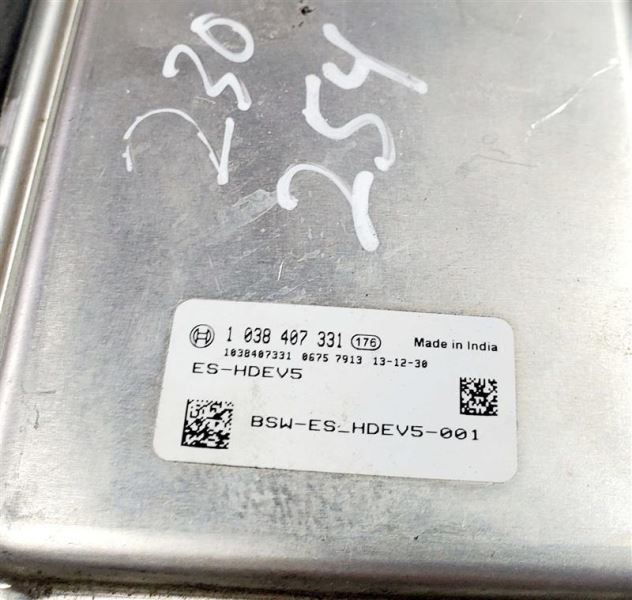 230
254
1 038 407 331 176 Made in India
1038407331 0675 7913 13-12-30
ES-HDEV5
BSW-ES_HDEV5-001